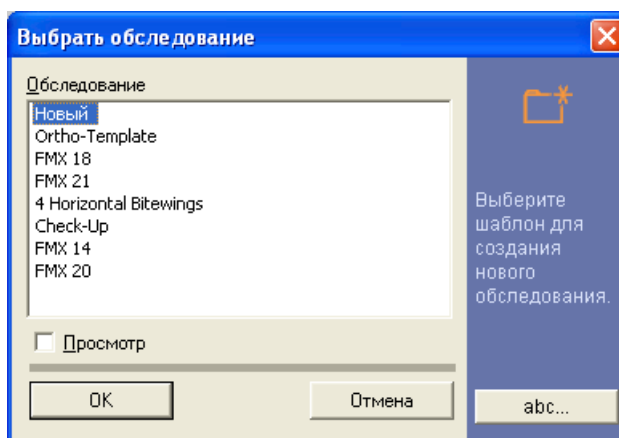 Выбрать обследование
Обследование
Новый
Ortho-Template
FMX 18
FMX 21
4 Horizontal Bitewings
Check-Up
FMX 14
FMX 20
Просмотр
OK
Отмена
Выберите
шаблон для
создания
нового
обследования.
abc...